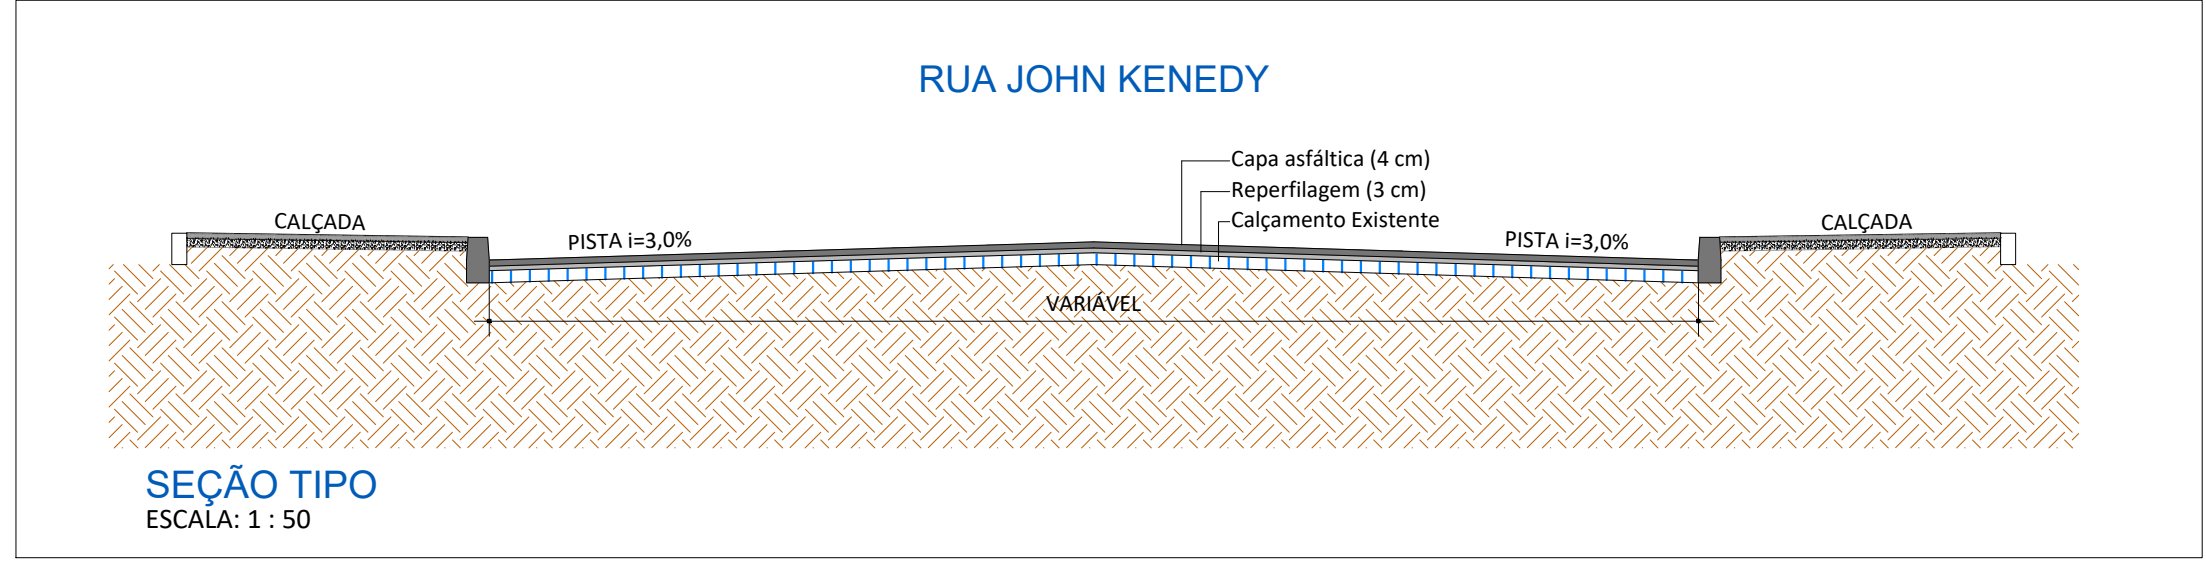 RUA JOHN KENEDY
Capa asfáltica (4 cm)
Reperfilagem (3 cm)
Calçamento Existente
CALÇADA
PISTA i=3,0%
PISTA i=3,0%
CALÇADA
VARIÁVEL
SEÇÃO TIPO
ESCALA: 1 : 50